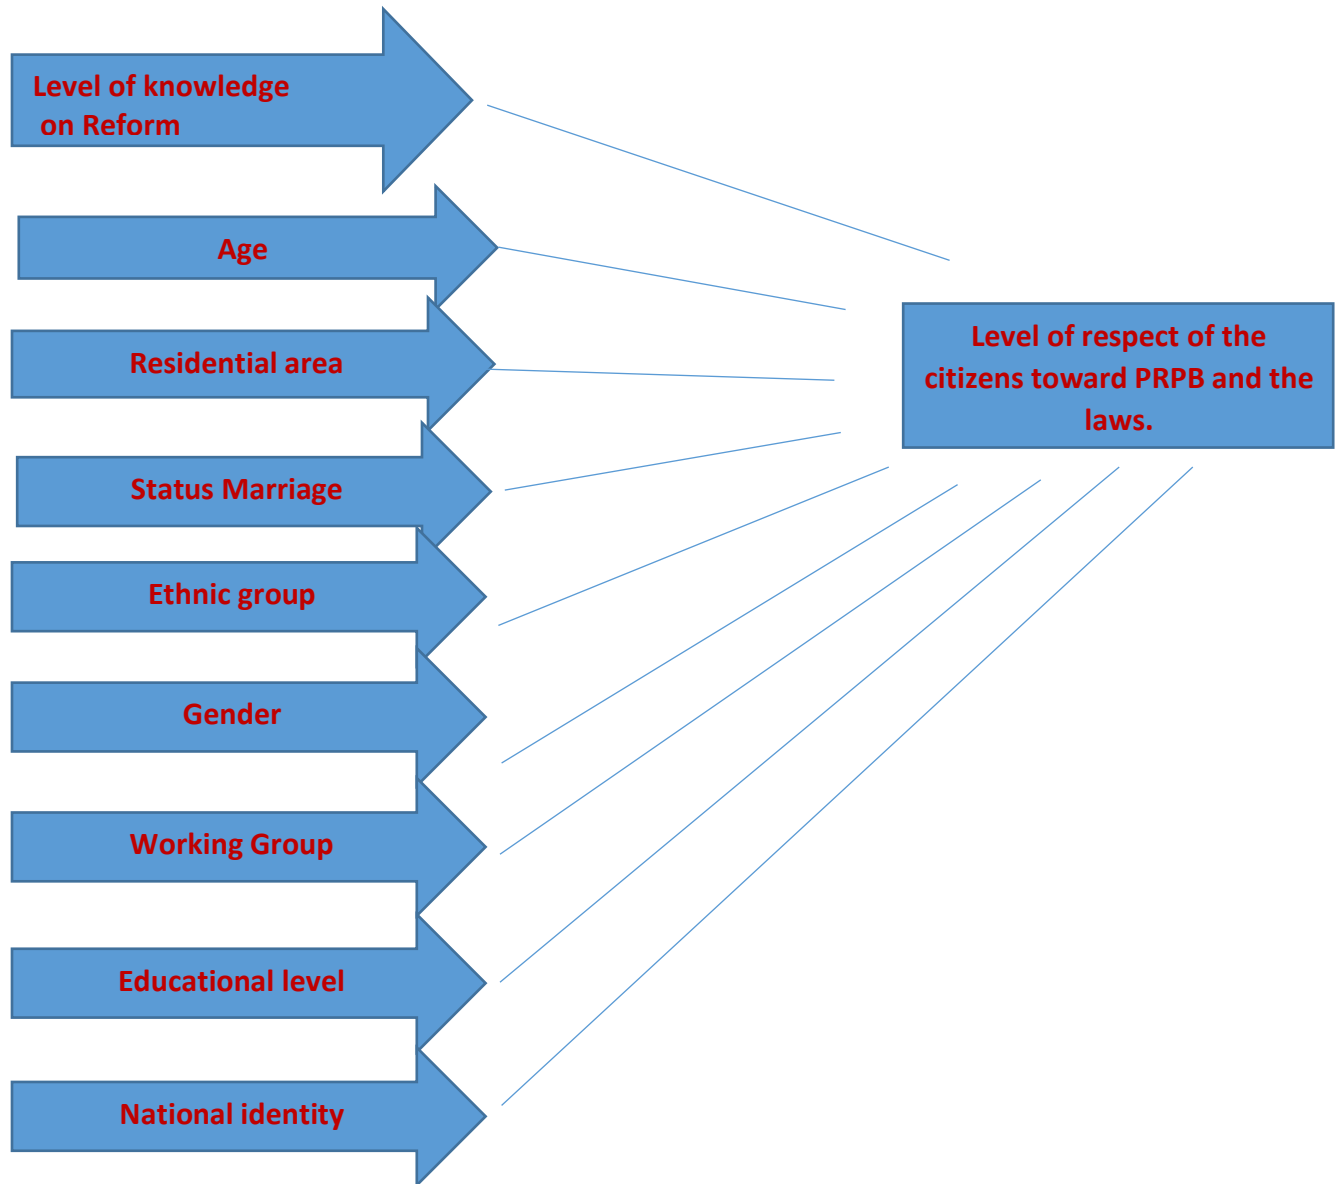 Level of knowledge
on Reform
Age
Residential area
Status Marriage
Ethnic group
Gender
Working Group
Educational level
National identity
Level of respect of the
citizens toward PRPB and the
laws.